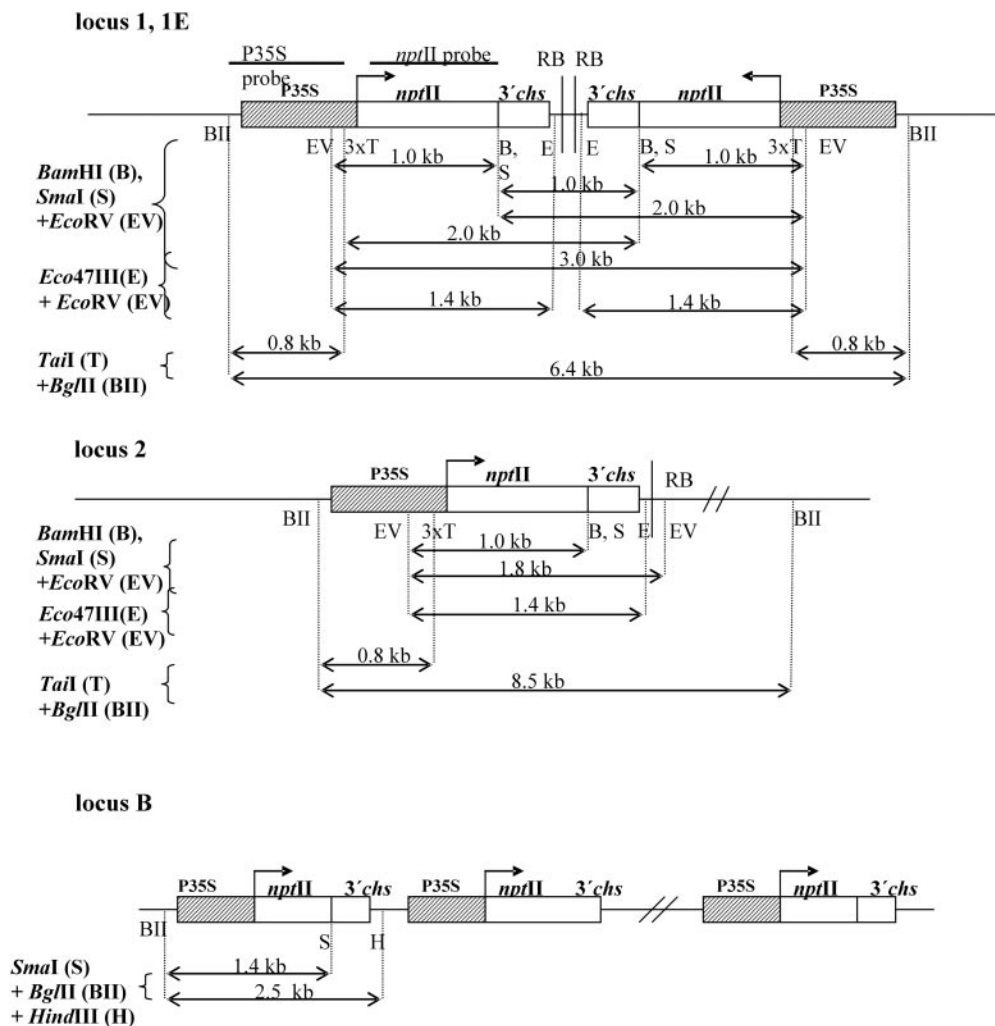 locus 1, 1E
P35S
probe
nptII probe
RB RB
P35S
nptII
3´chs
3´chs
nptII
P35S
BII
EV
3xT
B,
S
E
E
B, S
3xT
EV
BII
BamHI (B),
SmaI (S)
+EcoRV (EV)
1.0 kb
1.0 kb
1.0 kb
2.0 kb
2.0 kb
3.0 kb
Eco47III(E)
+ EcoRV (EV)
1.4 kb
1.4 kb
0.8 kb
0.8 kb
TaiI (T)
+BglII (BII)
6.4 kb
locus 2
P35S
nptII
3´chs
RB
BII
EV
3xT
B, S
E
EV
BII
BamHI (B),
SmaI (S)
+EcoRV (EV)
1.0 kb
1.8 kb
Eco47III(E)
+EcoRV (EV)
1.4 kb
0.8 kb
TaiI (T)
+BglII (BII)
8.5 kb
locus B
P35S
nptII
3´chs
P35S
nptII
3´chs
P35S
nptII
3´chs
BII
S
H
SmaI (S)
+ BglII (BII)
+ HindIII (H)
1.4 kb
2.5 kb